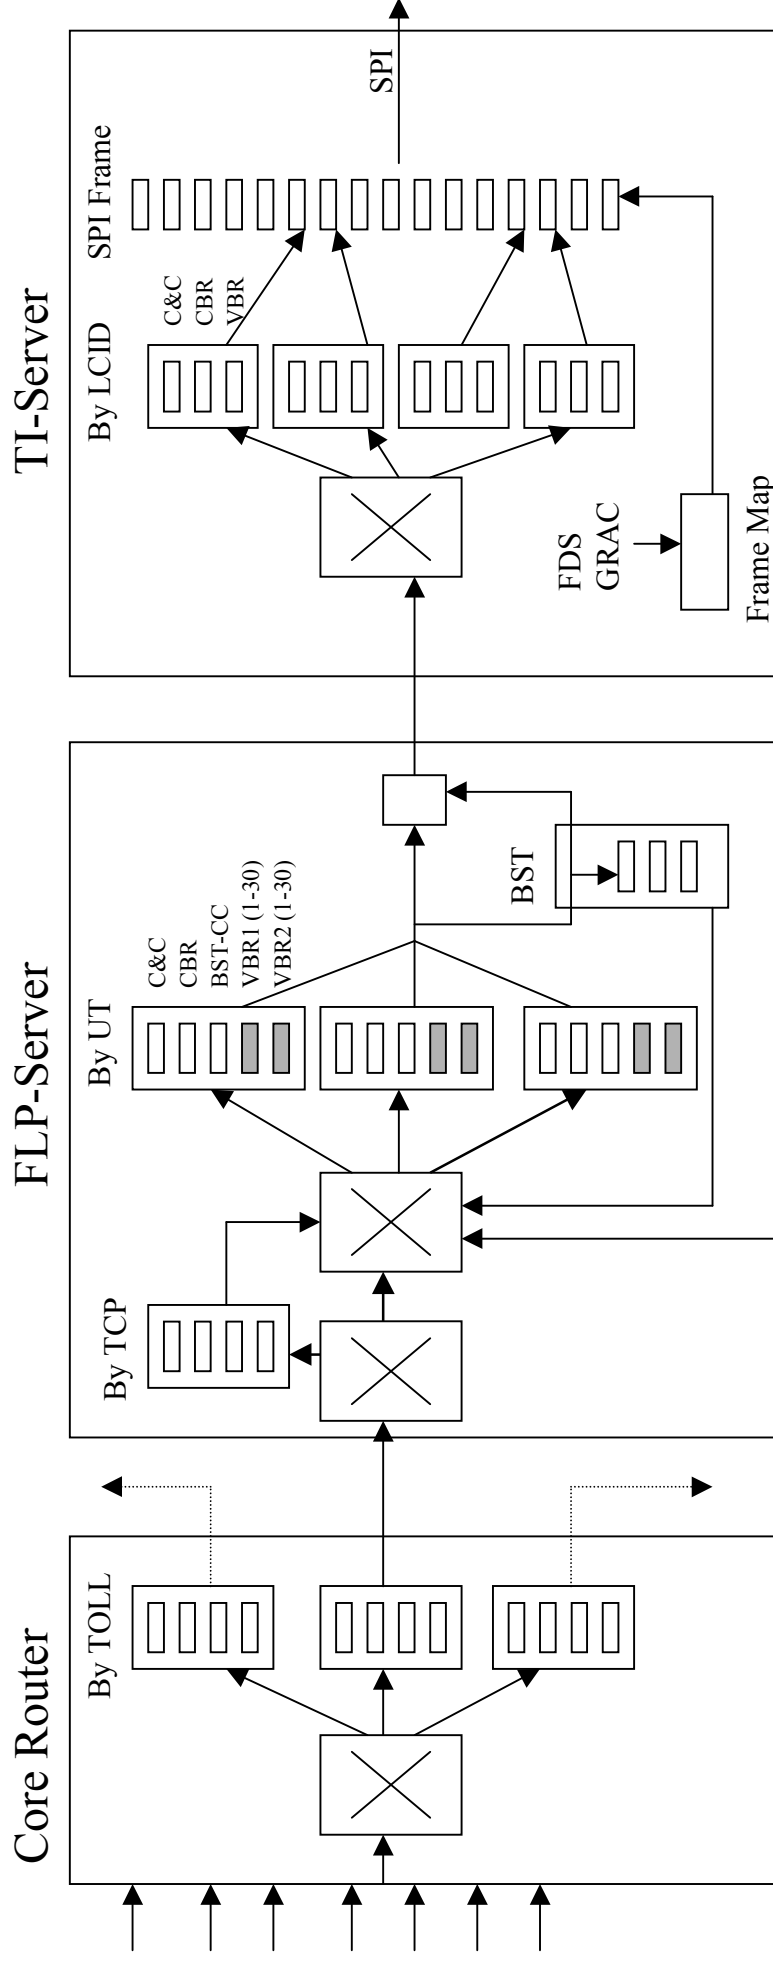 Core Router
FLP-Server
TI-Server
By TOLL
By TCP
By UT
C&C
CBR
BST-CC
VBR1 (1-30)
VBR2 (1-30)
BST
By LCID
C&C
CBR
VBR
SPI Frame
SPI
FDS
GRAC
Frame Map